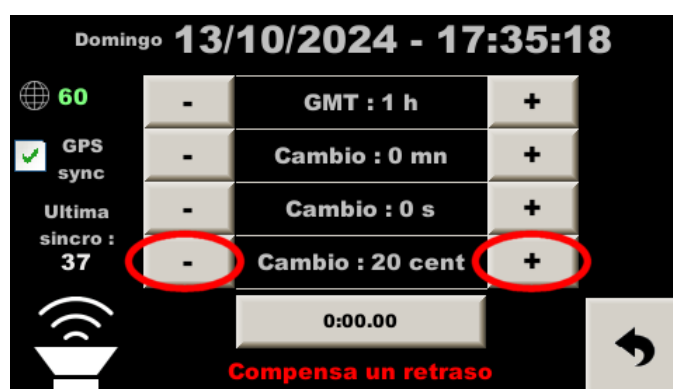 Domingo 13/10/2024 - 17:35:18
60
- GMT : 1 h +
GPS
sync
- Cambio : 0 mn +
Ultima
sincro :
37
- Cambio : 0 s +
- Cambio : 20 cent +
0:00.00
Compensa un retraso